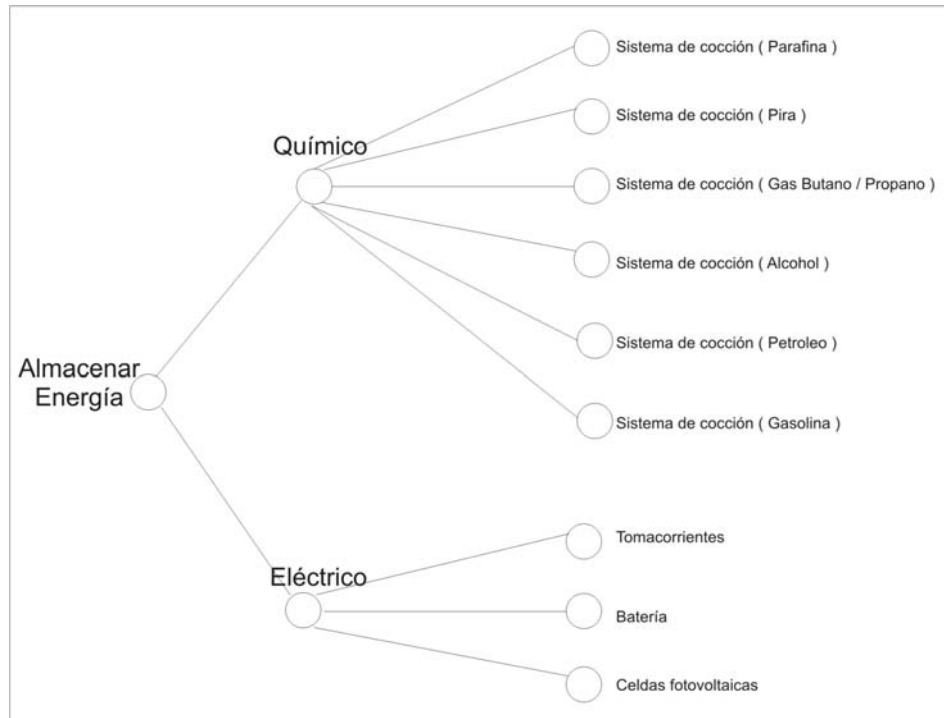 Sistema de cocción ( Parafina )
Sistema de cocción ( Pira )
Químico
Sistema de cocción ( Gas Butano / Propano )
Sistema de cocción ( Alcohol )
Sistema de cocción ( Petroleo )
Almacenar
Energía
Sistema de cocción ( Gasolina )
Tomacorrientes
Eléctrico
Batería
Celdas fotovoltaicas